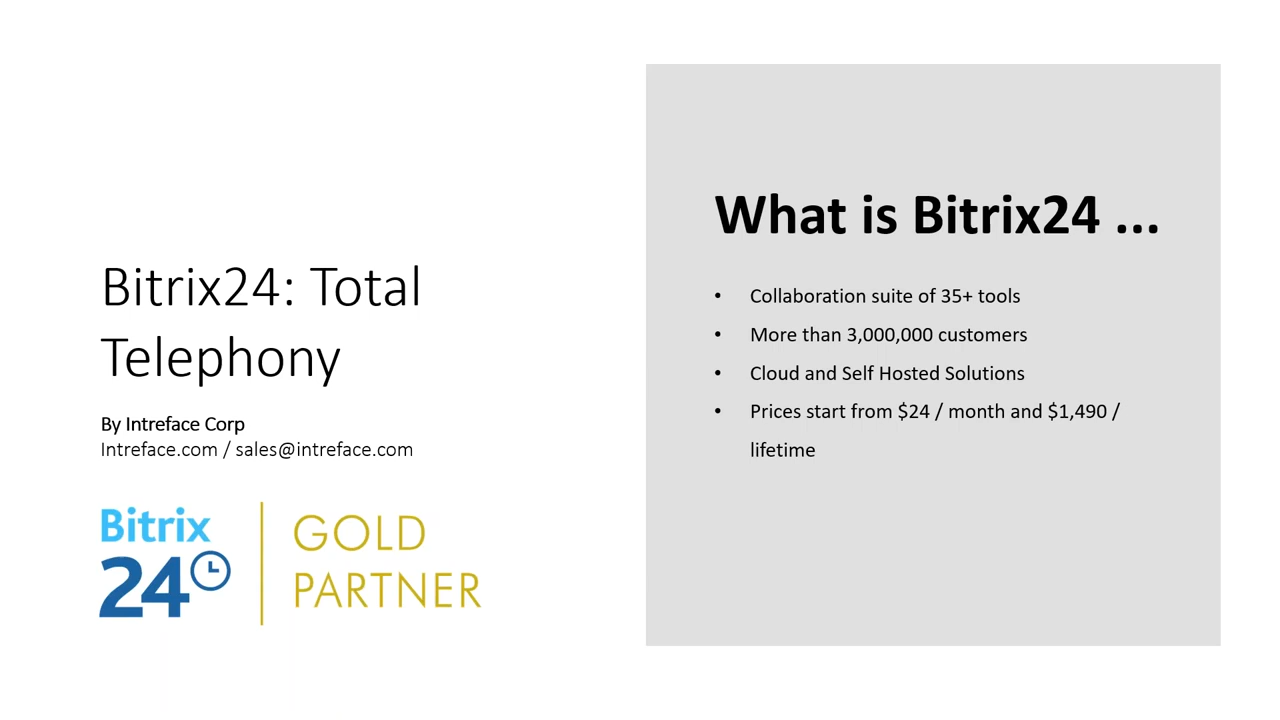 Bitrix24: Total
Telephony
By Intreface Corp
Intreface.com / sales@intreface.com
Bitrix
24
GOLD
PARTNER
What is Bitrix24 ...
• Collaboration suite of 35+ tools
• More than 3,000,000 customers
• Cloud and Self Hosted Solutions
• Prices start from $24 / month and $1,490 /
lifetime